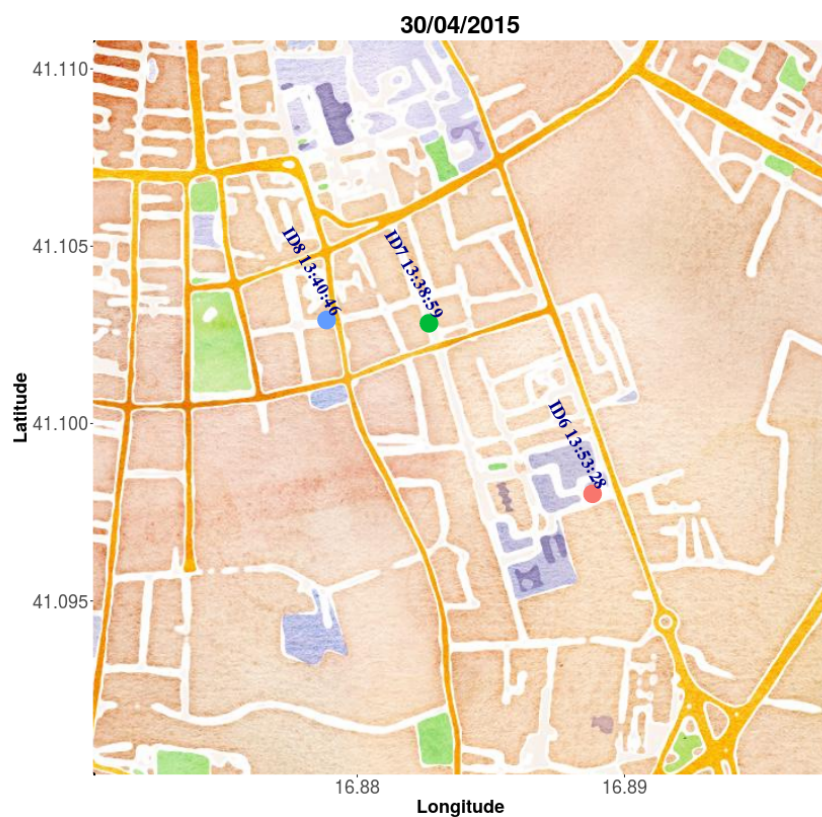 30/04/2015
41.110
41.105
41.100
41.095
Latitude
ID8 13:40:46
ID7 13:38:59
ID6 13:53:28
16.88
16.89
Longitude